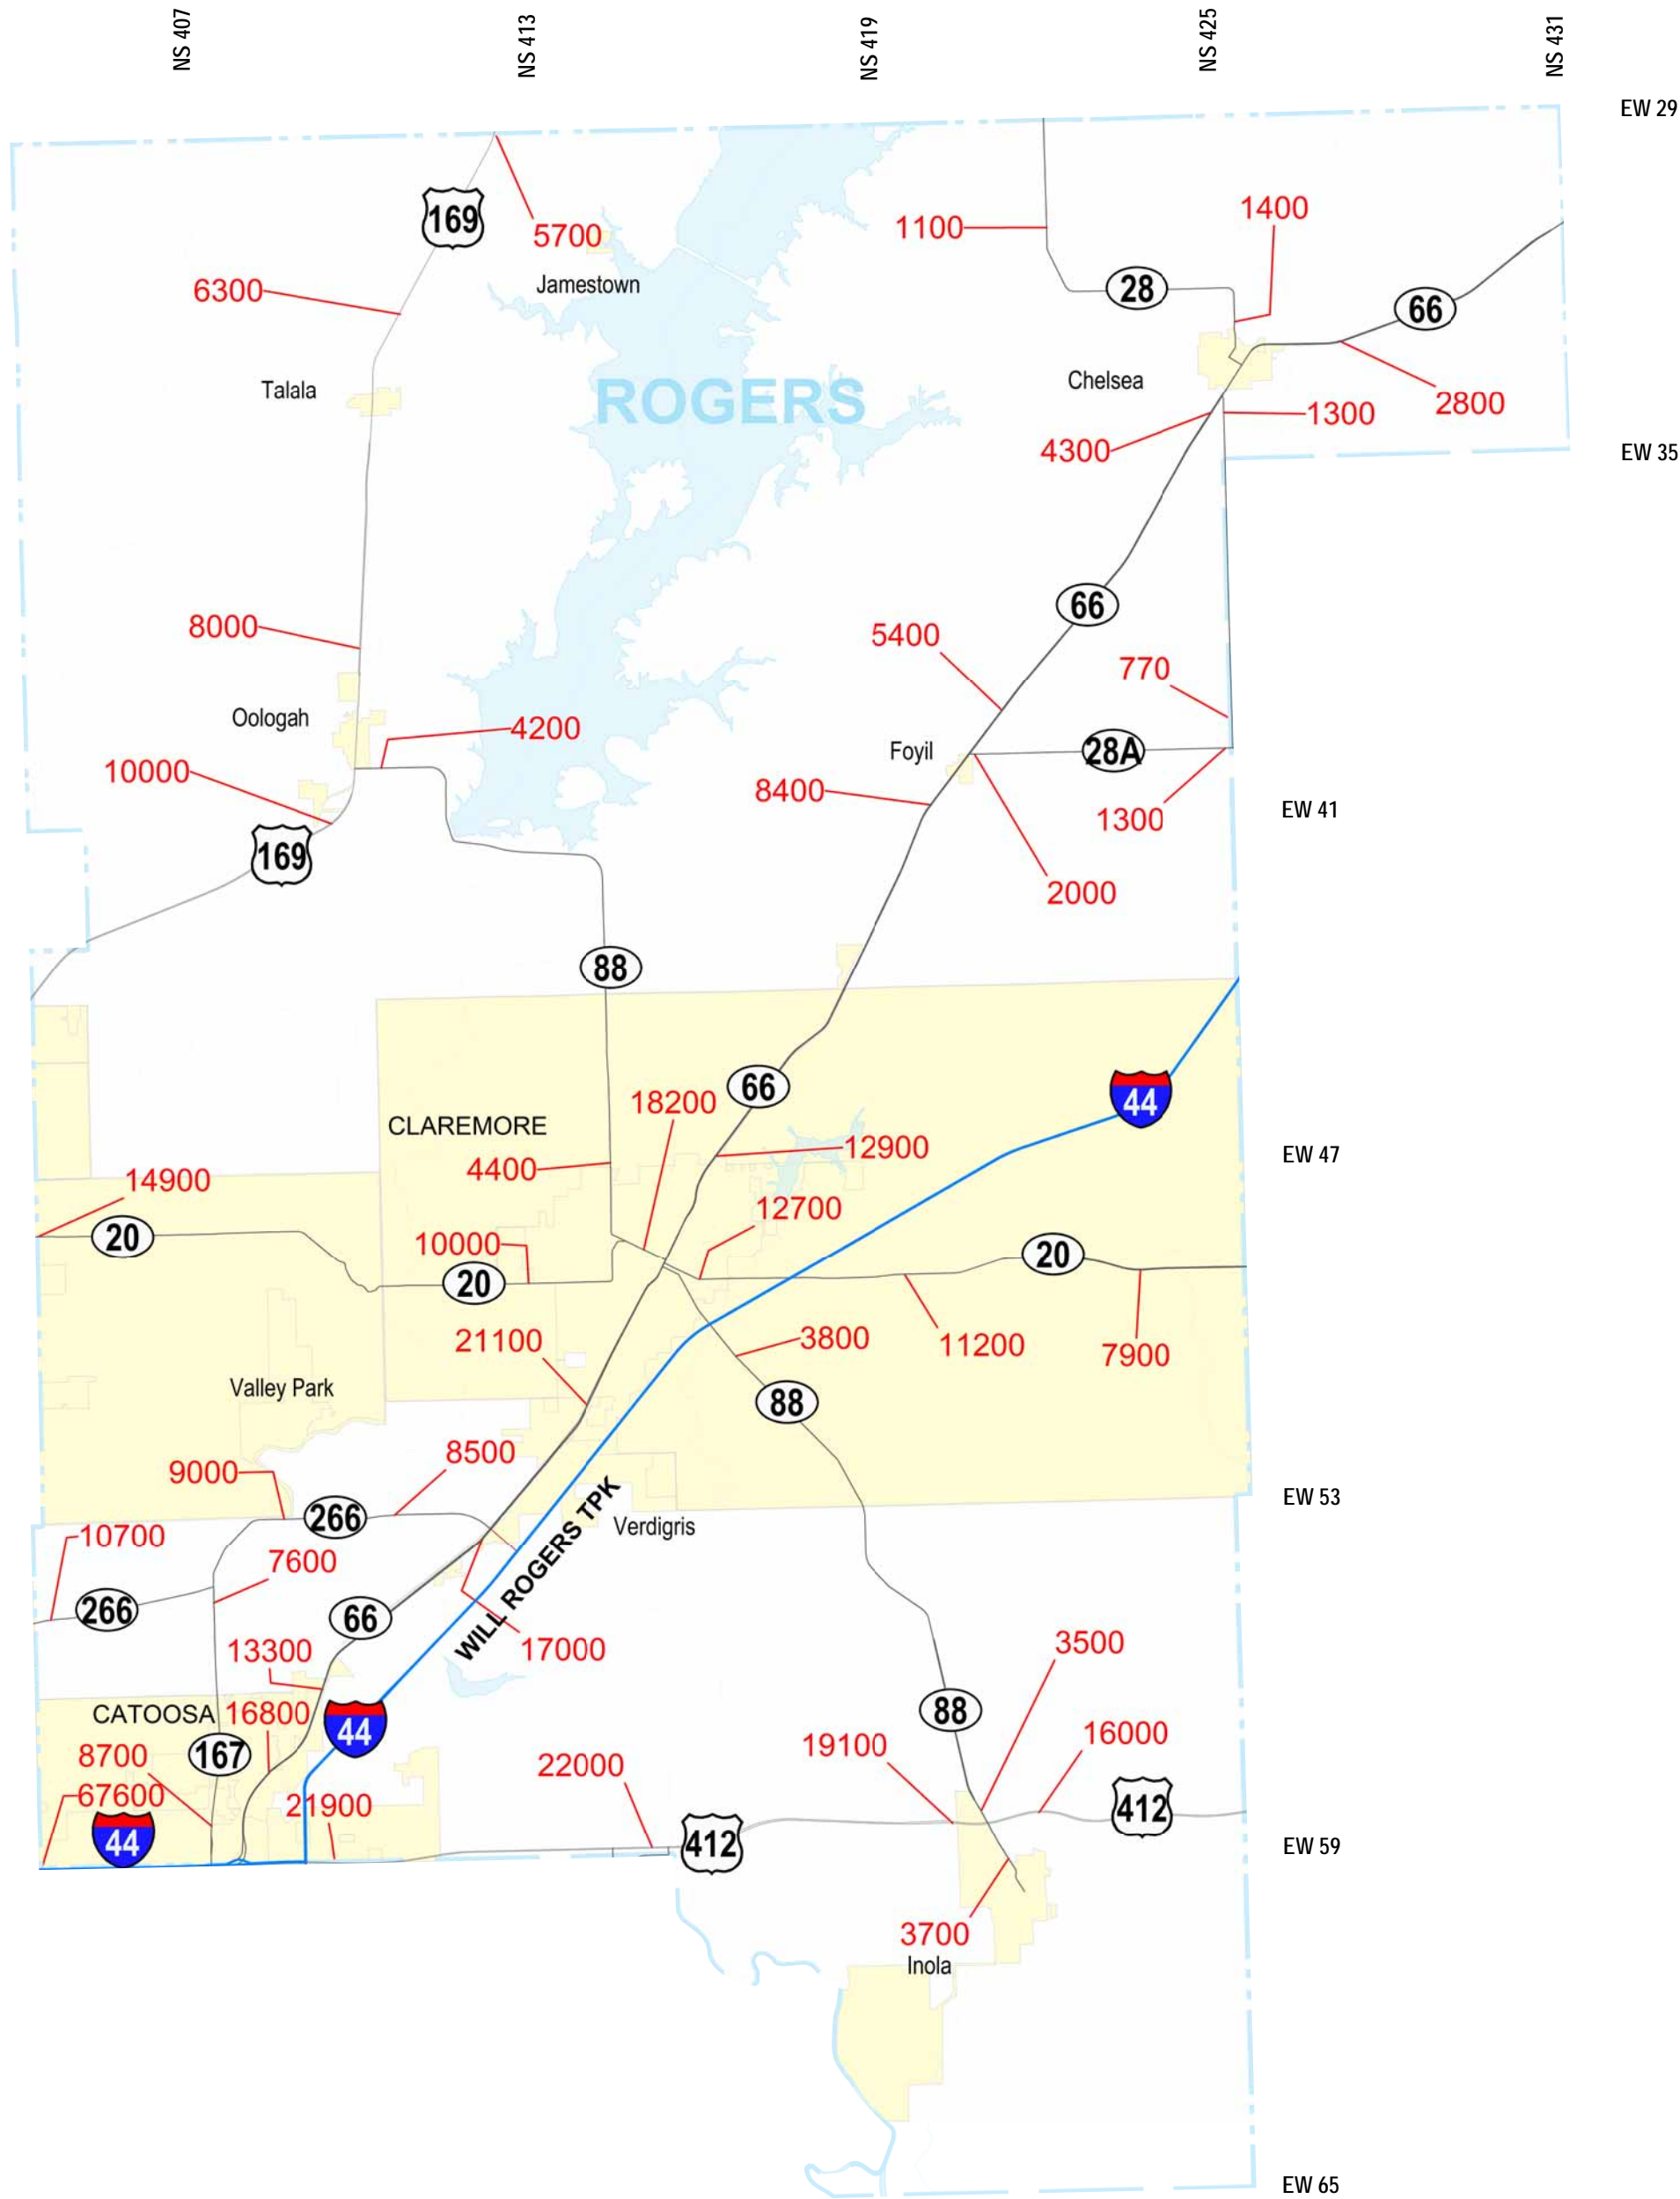 NS 407
NS 413
NS 419
NS 425
NS 431
EW 29
169
5700
1100
1400
28
66
6300
Jamestown
Talala
ROGERS
Chelsea
2800
1300
4300
EW 35
66
8000
5400
770
Oologah
4200
Foyil
28A
10000
8400
1300
EW 41
169
2000
88
66
44
18200
CLAREMORE
12900
4400
EW 47
14900
12700
20
10000
20
20
21100
3800
11200
7900
Valley Park
88
8500
9000
266
WILL ROGERS TPK
Verdigris
EW 53
10700
7600
266
66
13300
17000
3500
CATOOSA
16800
44
88
8700
167
22000
19100
16000
67600
21900
412
44
412
EW 59
3700
Inola
EW 65